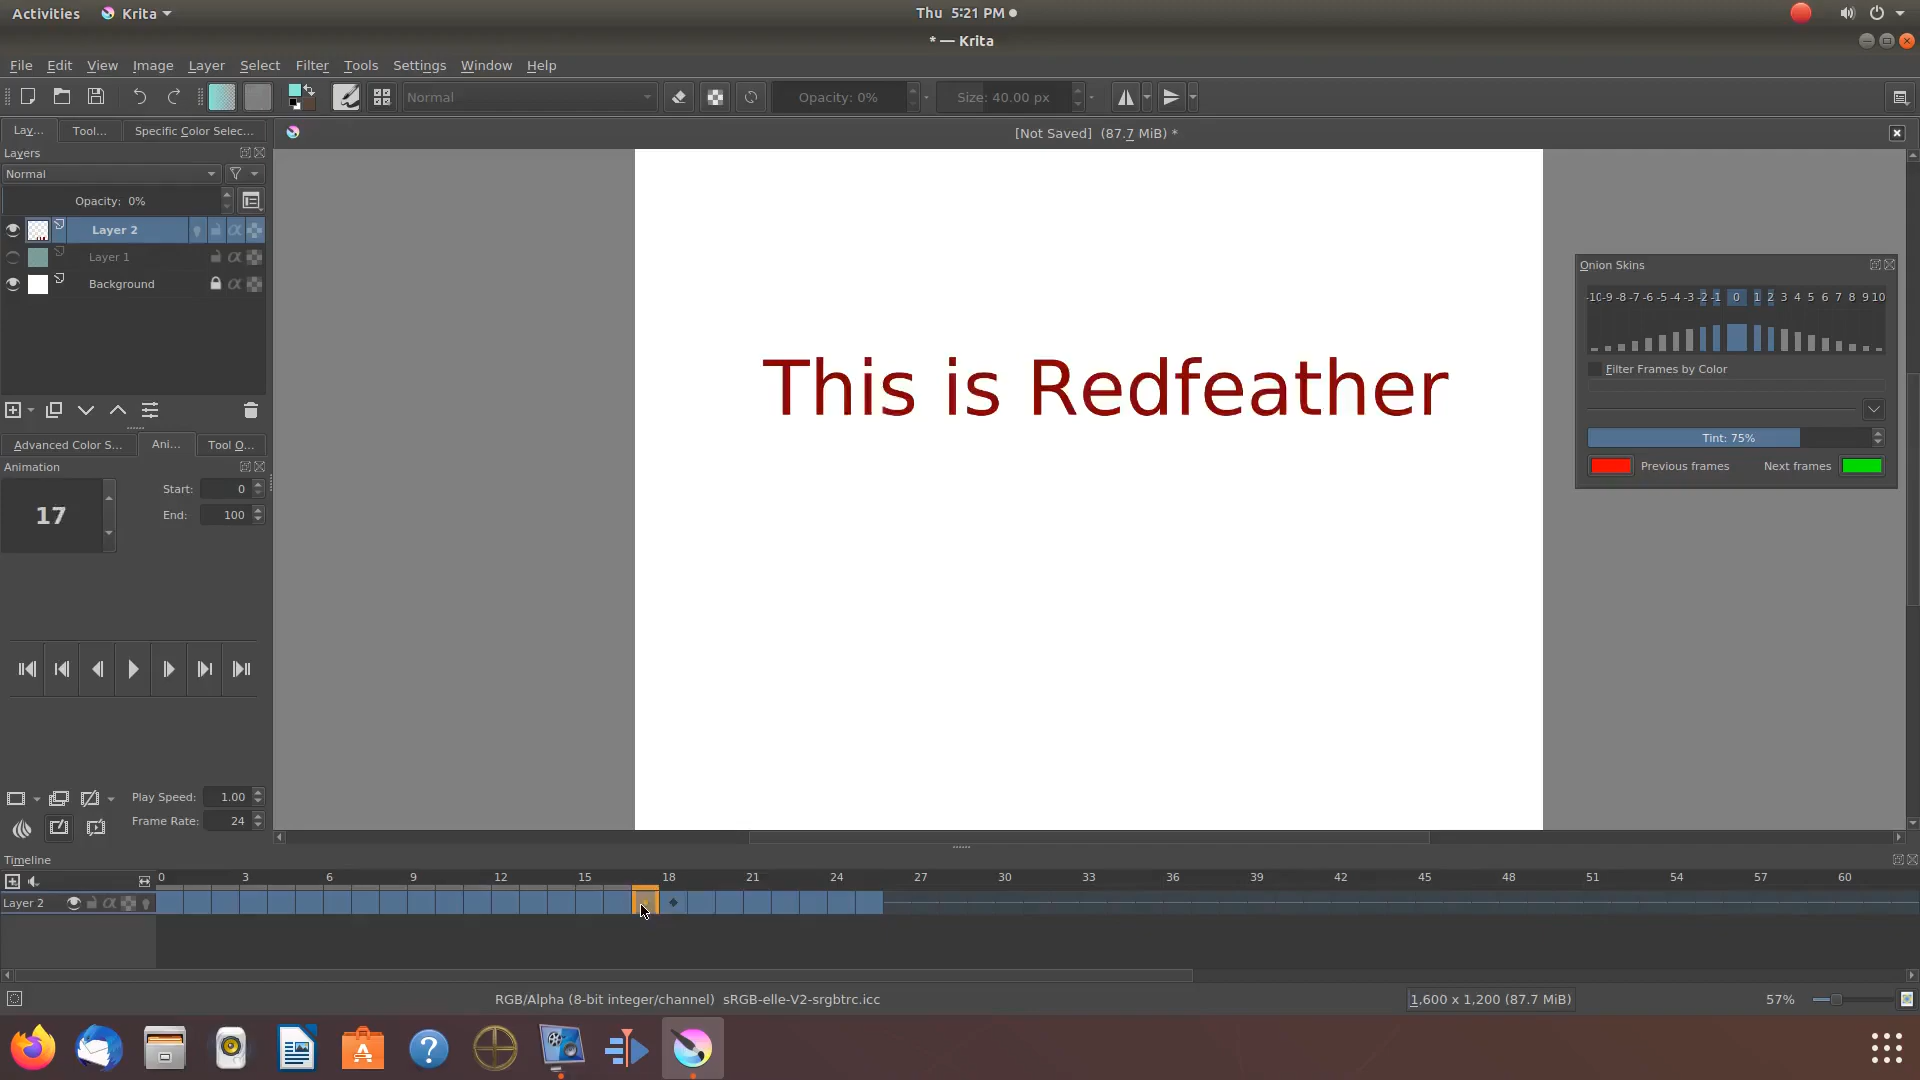 Activities Krita Thu 5:21 PM
* — Krita
File Edit View Image Layer Select Filter Tools Settings Window Help
Normal Opacity: 0% Size: 40.00 px
Lay... Tool... Specific Color Selec... [Not Saved] (87.7 MiB) *
Layers
Normal
Opacity: 0%
Layer 2
Layer 1
Background
This is Redfeather
Onion Skins
-10 -9 -8 -7 -6 -5 -4 -3 -2 -1 0 1 2 3 4 5 6 7 8 9 10
Filter Frames by Color
Tint: 75%
Previous frames Next frames
Advanced Color S... Ani... Tool O...
Animation
17
Start: 0
End: 100
Play Speed: 1.00
Frame Rate: 24
Timeline
0 3 6 9 12 15 18 21 24 27 30 33 36 39 42 45 48 51 54 57 60
Layer 2
RGB/Alpha (8-bit integer/channel) sRGB-elle-V2-srgbtrc.icc 1,600 x 1,200 (87.7 MiB) 57%